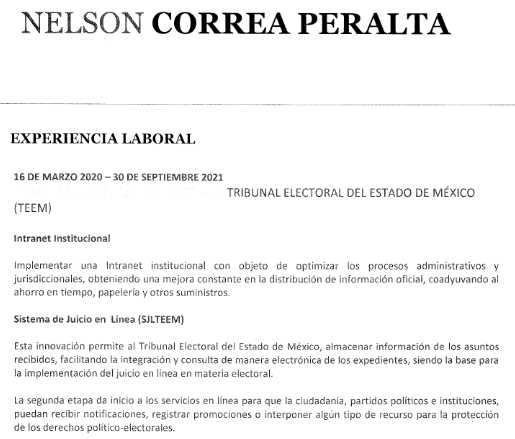 NELSON CORREA PERALTA
EXPERIENCIA LABORAL
16 DE MARZO 2020 – 30 DE SEPTIEMPRE 2021
TRIBUNAL ELECTORAL DEL ESTADO DE MÉXICO
(TEEM)
Intranet Institucional
Implementar una Intranet institucional con objeto de optimizar los procesos administrativos y
jurisdiccionales, obteniendo una mejora constante en la distribución de información oficial, coadyuvando al
ahorro en tiempo, papelería y otros suministros.
Sistema de Juicio en Línea (SJLTEEM)
Esta innovación permite al Tribunal Electoral del Estado de México, almacenar información de los asuntos
recibidos, facilitando la integración y consulta de manera electrónica de los expedientes, siendo la base para
la implementación del juicio en línea en materia electoral.
La segunda etapa da inicio a los servicios en línea para que la ciudadanía, partidos políticos e instituciones,
puedan recibir notificaciones, registrar promociones o interponer algún tipo de recurso para la protección
de los derechos político-electorales.